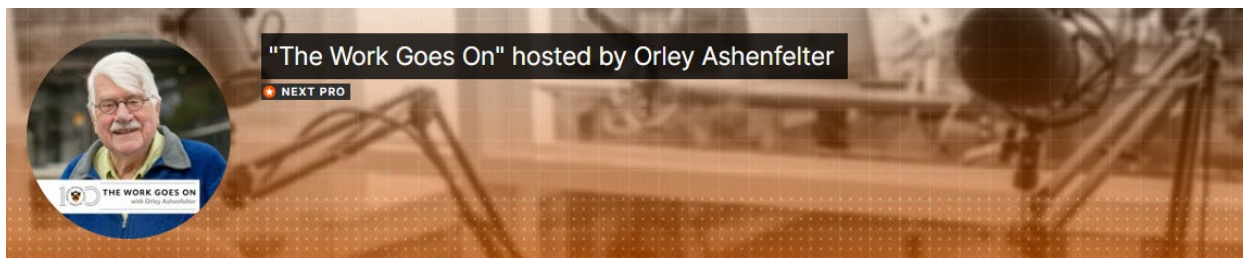 "The Work Goes On" hosted by Orley Ashenfelter
NEXT PRO
100 THE WORK GOES ON
with Orley Ashenfelter